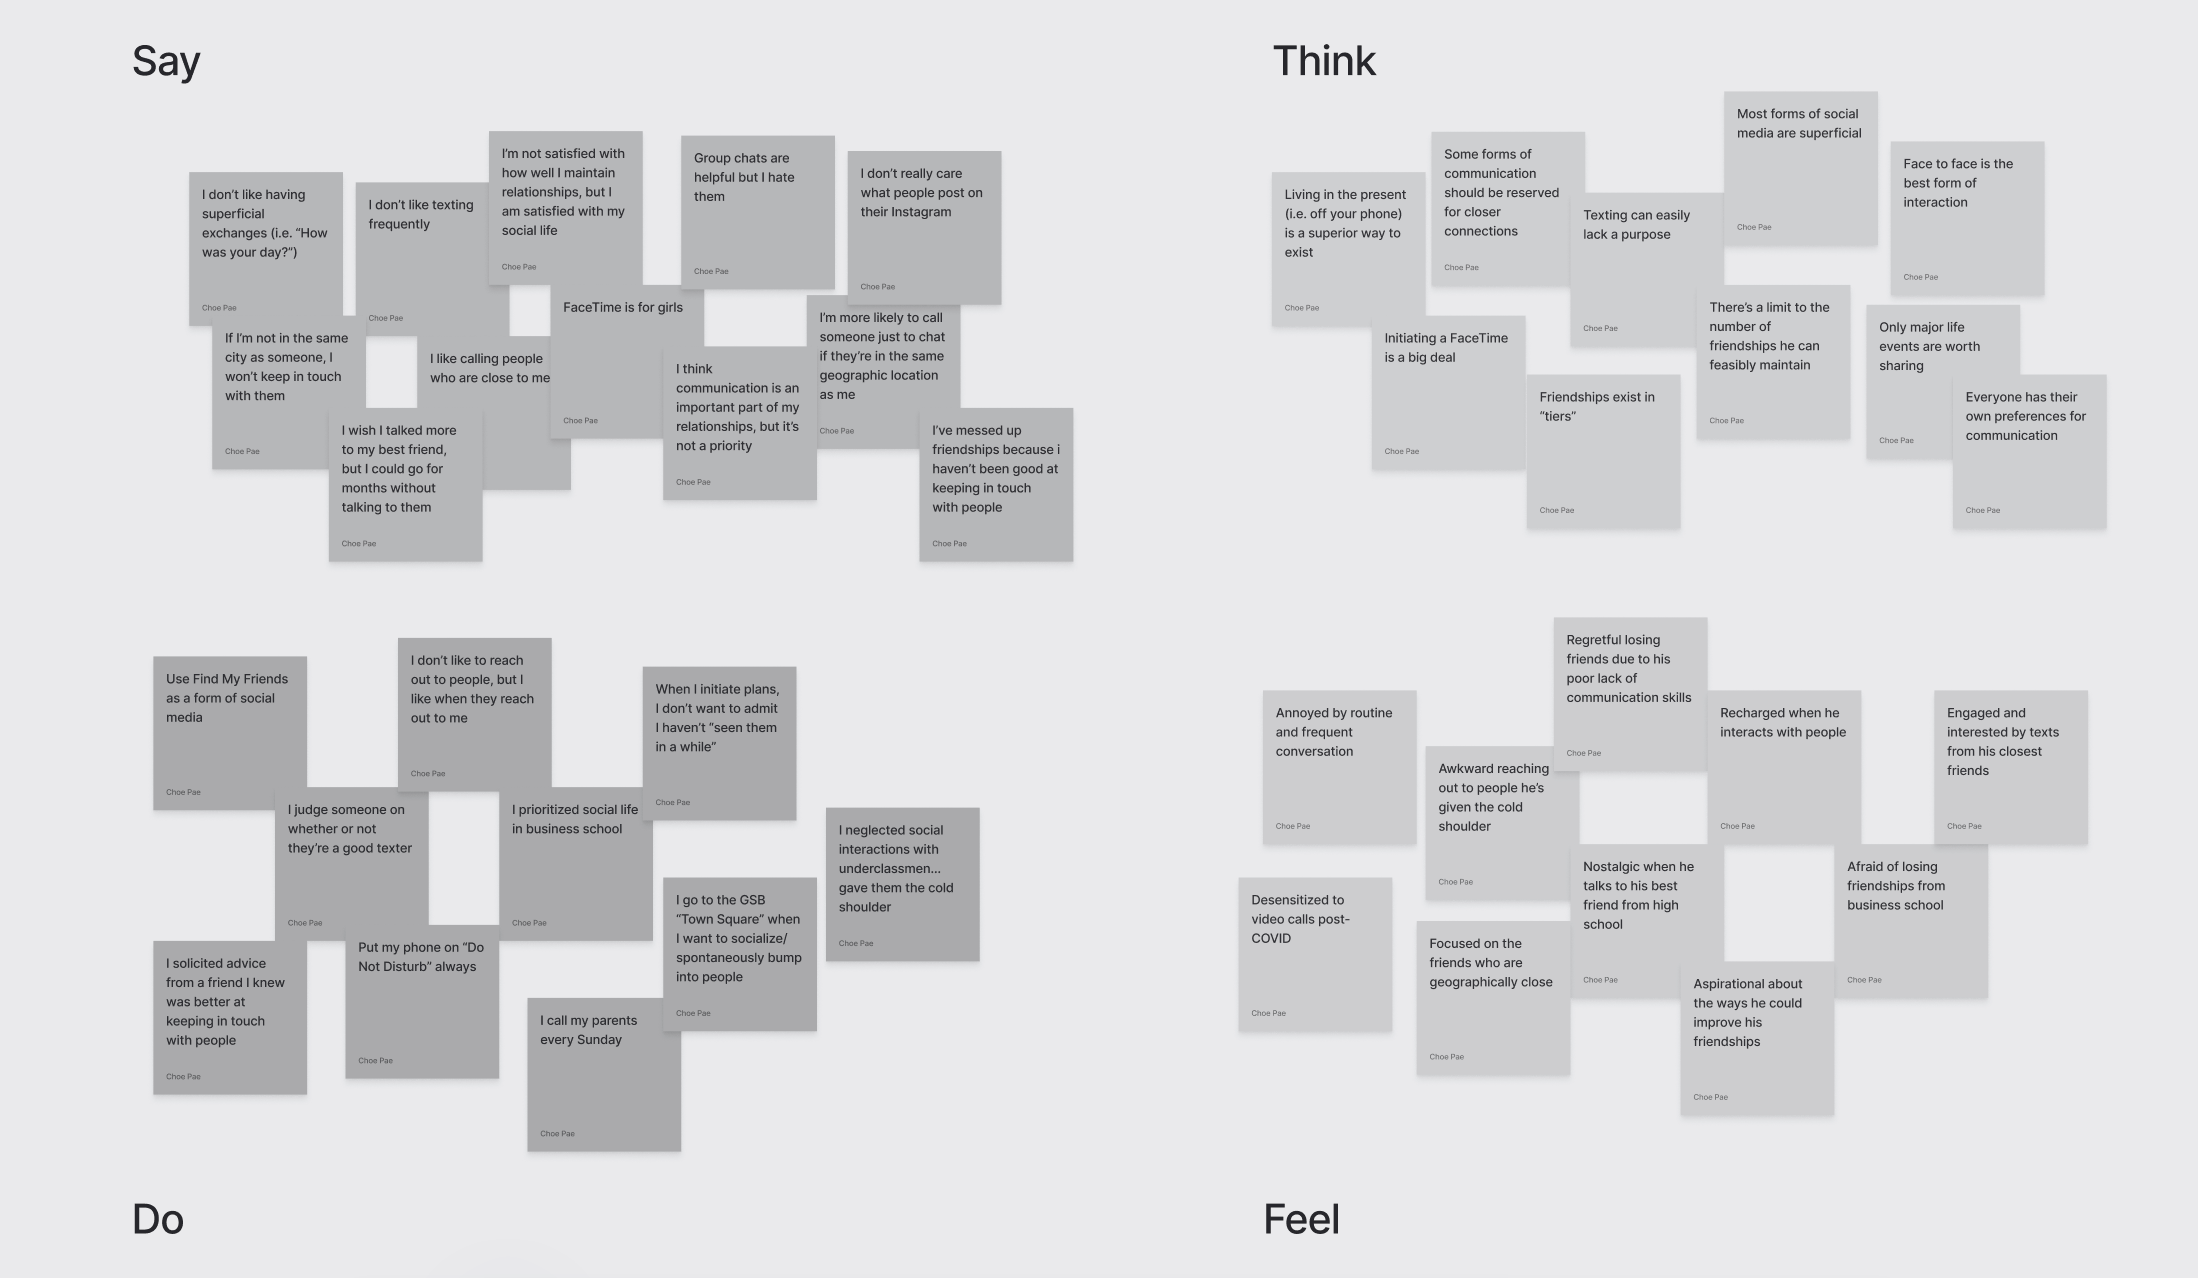 Say
I don't like having
superficial
exchanges (i.e. “How
was your day?”)
Choe Pae
I don't like texting
frequently
Choe Pae
I'm not satisfied with
how well I maintain
relationships, but I
am satisfied with my
social life
Choe Pae
Group chats are
helpful but I hate
them
Choe Pae
I don't really care
what people post on
their Instagram
Choe Pae
If I'm not in the same
city as someone, I
won't keep in touch
with them
Choe Pae
I like calling people
who are close to me
FaceTime is for girls
Choe Pae
I'm more likely to call
someone just to chat
if they're in the same
geographic location
as me
Choe Pae
I wish I talked more
to my best friend,
but I could go for
months without
talking to them
Choe Pae
I think
communication is an
important part of my
relationships, but it's
not a priority
Choe Pae
I've messed up
friendships because i
haven't been good at
keeping in touch
with people
Choe Pae
Think
Living in the present
(i.e. off your phone)
is a superior way to
exist
Choe Pae
Some forms of
communication
should be reserved
for closer
connections
Choe Pae
Texting can easily
lack a purpose
Choe Pae
Most forms of social
media are superficial
Choe Pae
Face to face is the
best form of
interaction
Choe Pae
Initiating a FaceTime
is a big deal
Choe Pae
Friendships exist in
“tiers”
Choe Pae
There's a limit to the
number of
friendships he can
feasibly maintain
Choe Pae
Only major life
events are worth
sharing
Choe Pae
Everyone has their
own preferences for
communication
Choe Pae
Use Find My Friends
as a form of social
media
Choe Pae
I don't like to reach
out to people, but I
like when they reach
out to me
Choe Pae
When I initiate plans,
I don't want to admit
I haven't “seen them
in a while”
Choe Pae
I judge someone on
whether or not
they're a good texter
Choe Pae
I prioritized social life
in business school
Choe Pae
I neglected social
interactions with
underclassmen...
gave them the cold
shoulder
Choe Pae
I solicited advice
from a friend I knew
was better at
keeping in touch
with people
Choe Pae
Put my phone on “Do
Not Disturb” always
Choe Pae
I go to the GSB
“Town Square” when
I want to socialize/
spontaneously bump
into people
Choe Pae
I call my parents
every Sunday
Choe Pae
Do
Annoyed by routine
and frequent
conversation
Choe Pae
Awkward reaching
out to people he's
given the cold
shoulder
Choe Pae
Regretful losing
friends due to his
poor lack of
communication skills
Choe Pae
Recharged when he
interacts with people
Choe Pae
Engaged and
interested by texts
from his closest
friends
Choe Pae
Desensitized to
video calls post-
COVID
Choe Pae
Focused on the
friends who are
geographically close
Choe Pae
Nostalgic when he
talks to his best
friend from high
school
Choe Pae
Afraid of losing
friendships from
business school
Choe Pae
Aspirational about
the ways he could
improve his
friendships
Choe Pae
Feel